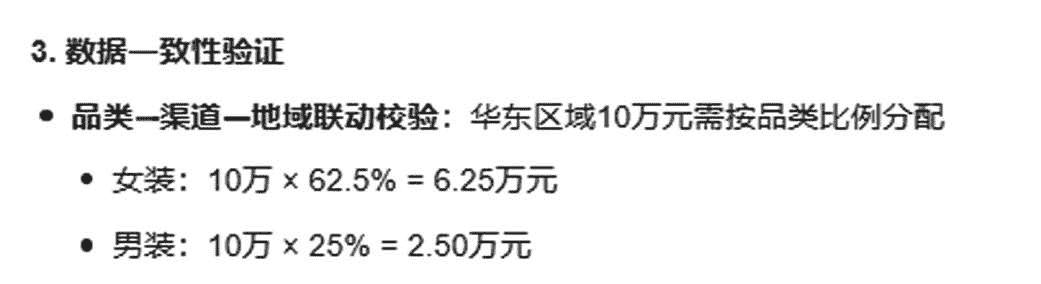 3. 数据一致性验证
• 品类—渠道—地域联动校验：华东区域10万元需按品类比例分配
• 女装：10万 × 62.5% = 6.25万元
• 男装：10万 × 25% = 2.50万元